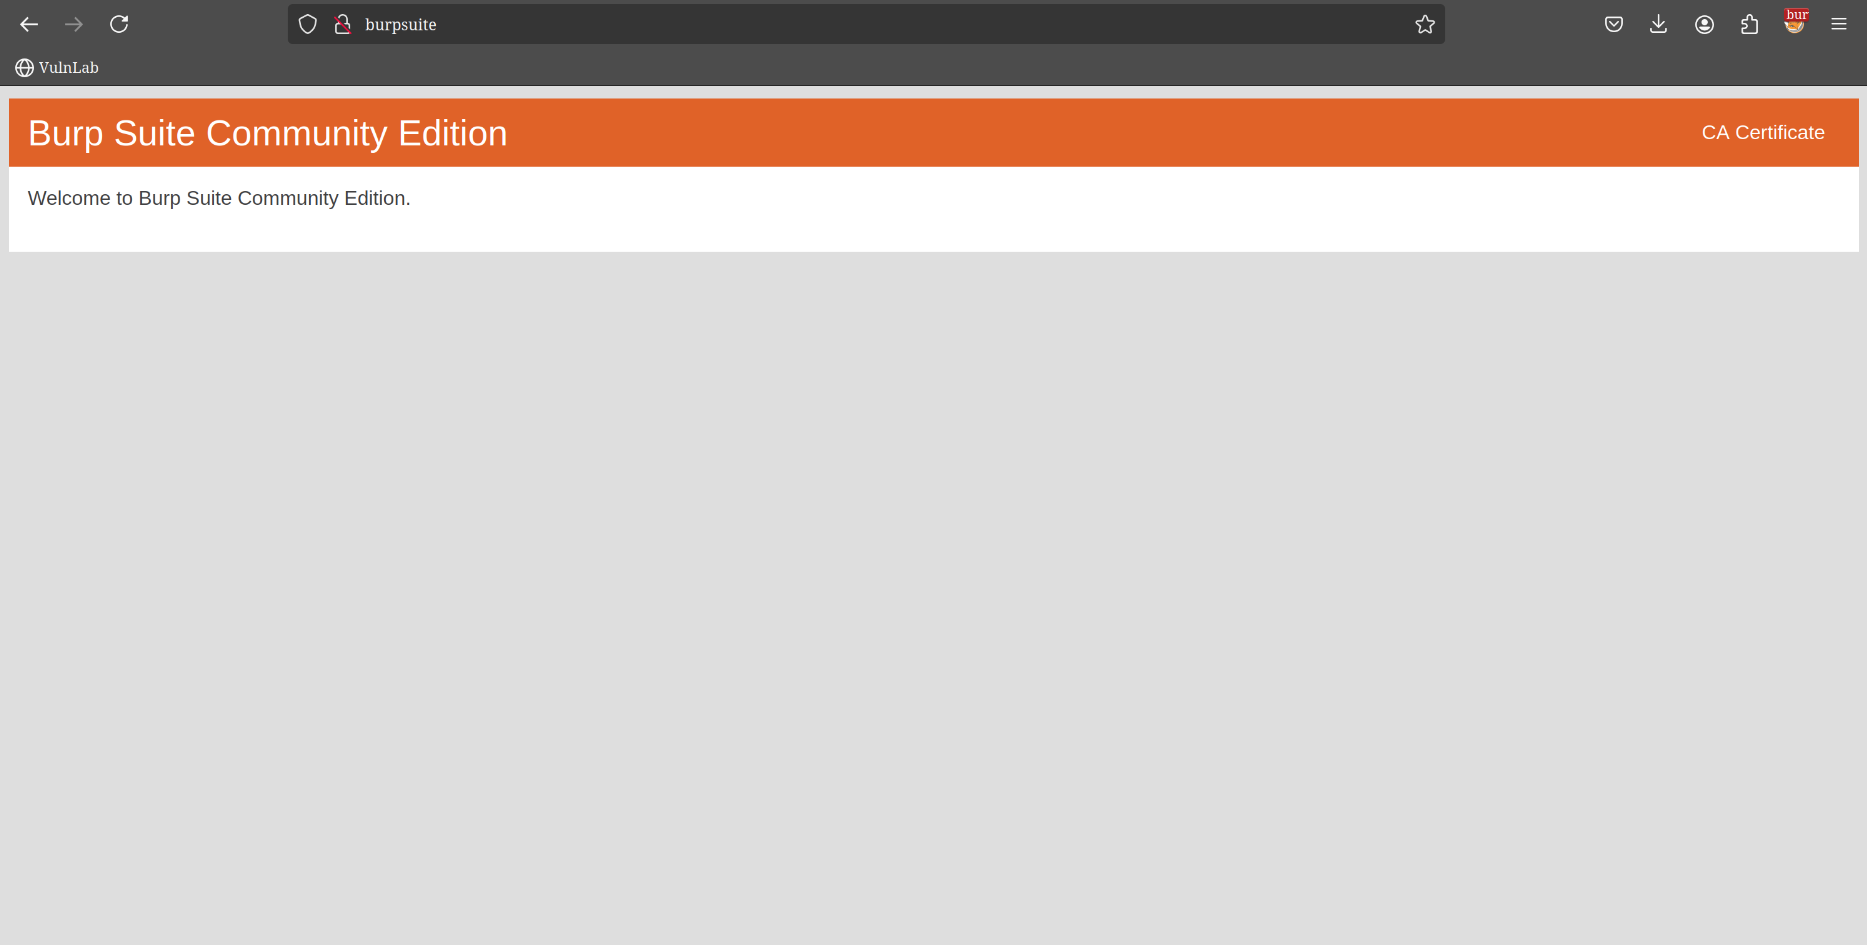 burpsuite
bur
VulnLab
Burp Suite Community Edition
CA Certificate
Welcome to Burp Suite Community Edition.